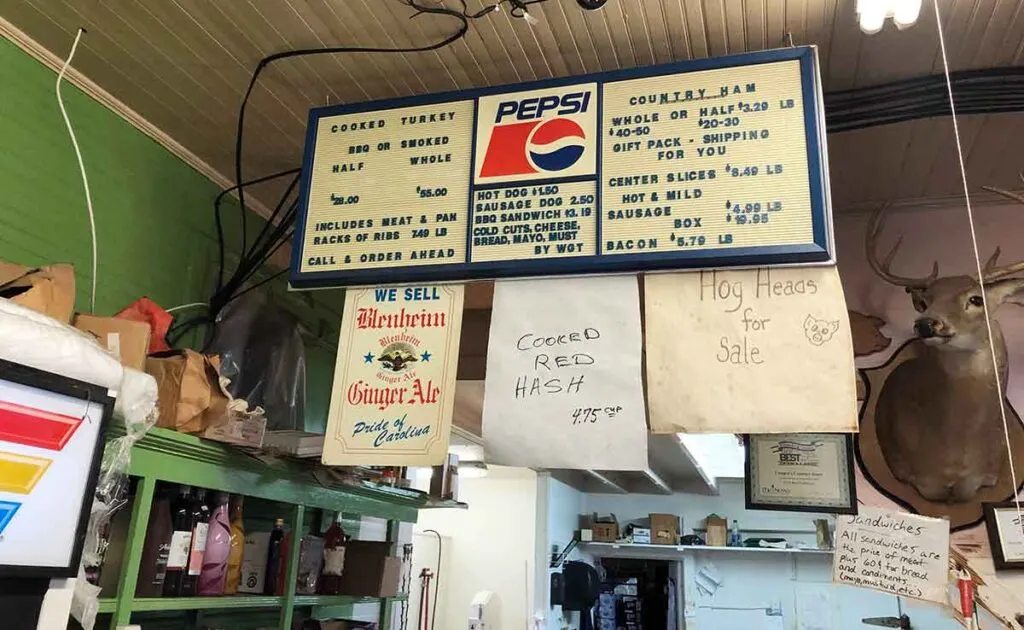 COOKED TURKEY
BBQ OR SMOKED
HALF WHOLE
$28.00 $55.00
INCLUDES MEAT & PAN
RACKS OF RIBS 7.49 LB
CALL & ORDER AHEAD
PEPSI
HOT DOG $1.50
SAUSAGE DOG 2.50
BBQ SANDWICH $3.19
COLD CUTS, CHEESE,
BREAD, MAYO, MUST
BY WGT
COUNTRY HAM
WHOLE OR HALF $3.29 LB
$40-50 $20-30
GIFT PACK - SHIPPING
FOR YOU
CENTER SLICES $8.49 LB
HOT & MILD
SAUSAGE $4.99 LB
BOX $19.95
BACON $5.79 LB
WE SELL
Blenheim
Blenheim
Ginger Ale
Ginger Ale
Pride of
Carolina
COOKED
RED
HASH
4.75 CUP
Hog Heads
for
Sale
BEST
Sandwiches
All sandwiches are
the price of meat
plus 60¢ for bread
and condiments...
(mayo, mustard, etc.)